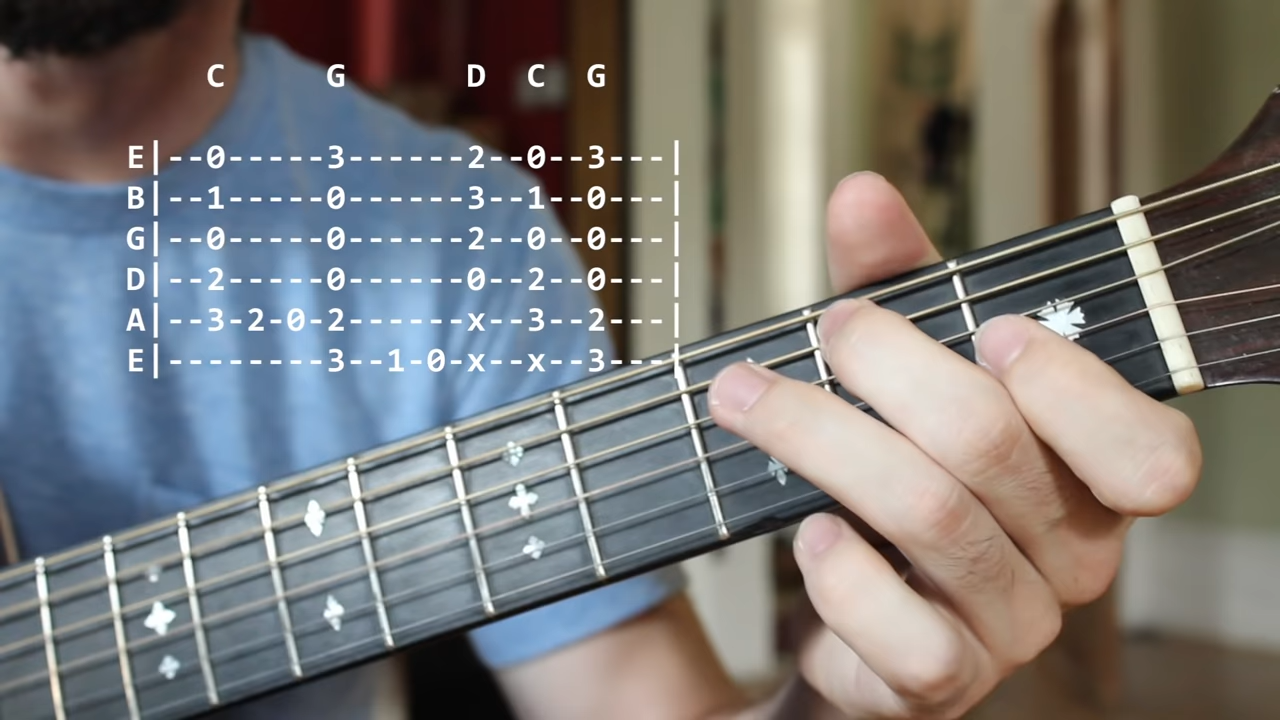 C G D C G
E|--0-----3------2--0--3---|
B|--1-----0------3--1--0---|
G|--0-----0------2--0--0---|
D|--2-----0------0--2--0---|
A|--3-2-0-2------x--3--2---|
E|--------3--1-0-x--x--3---|